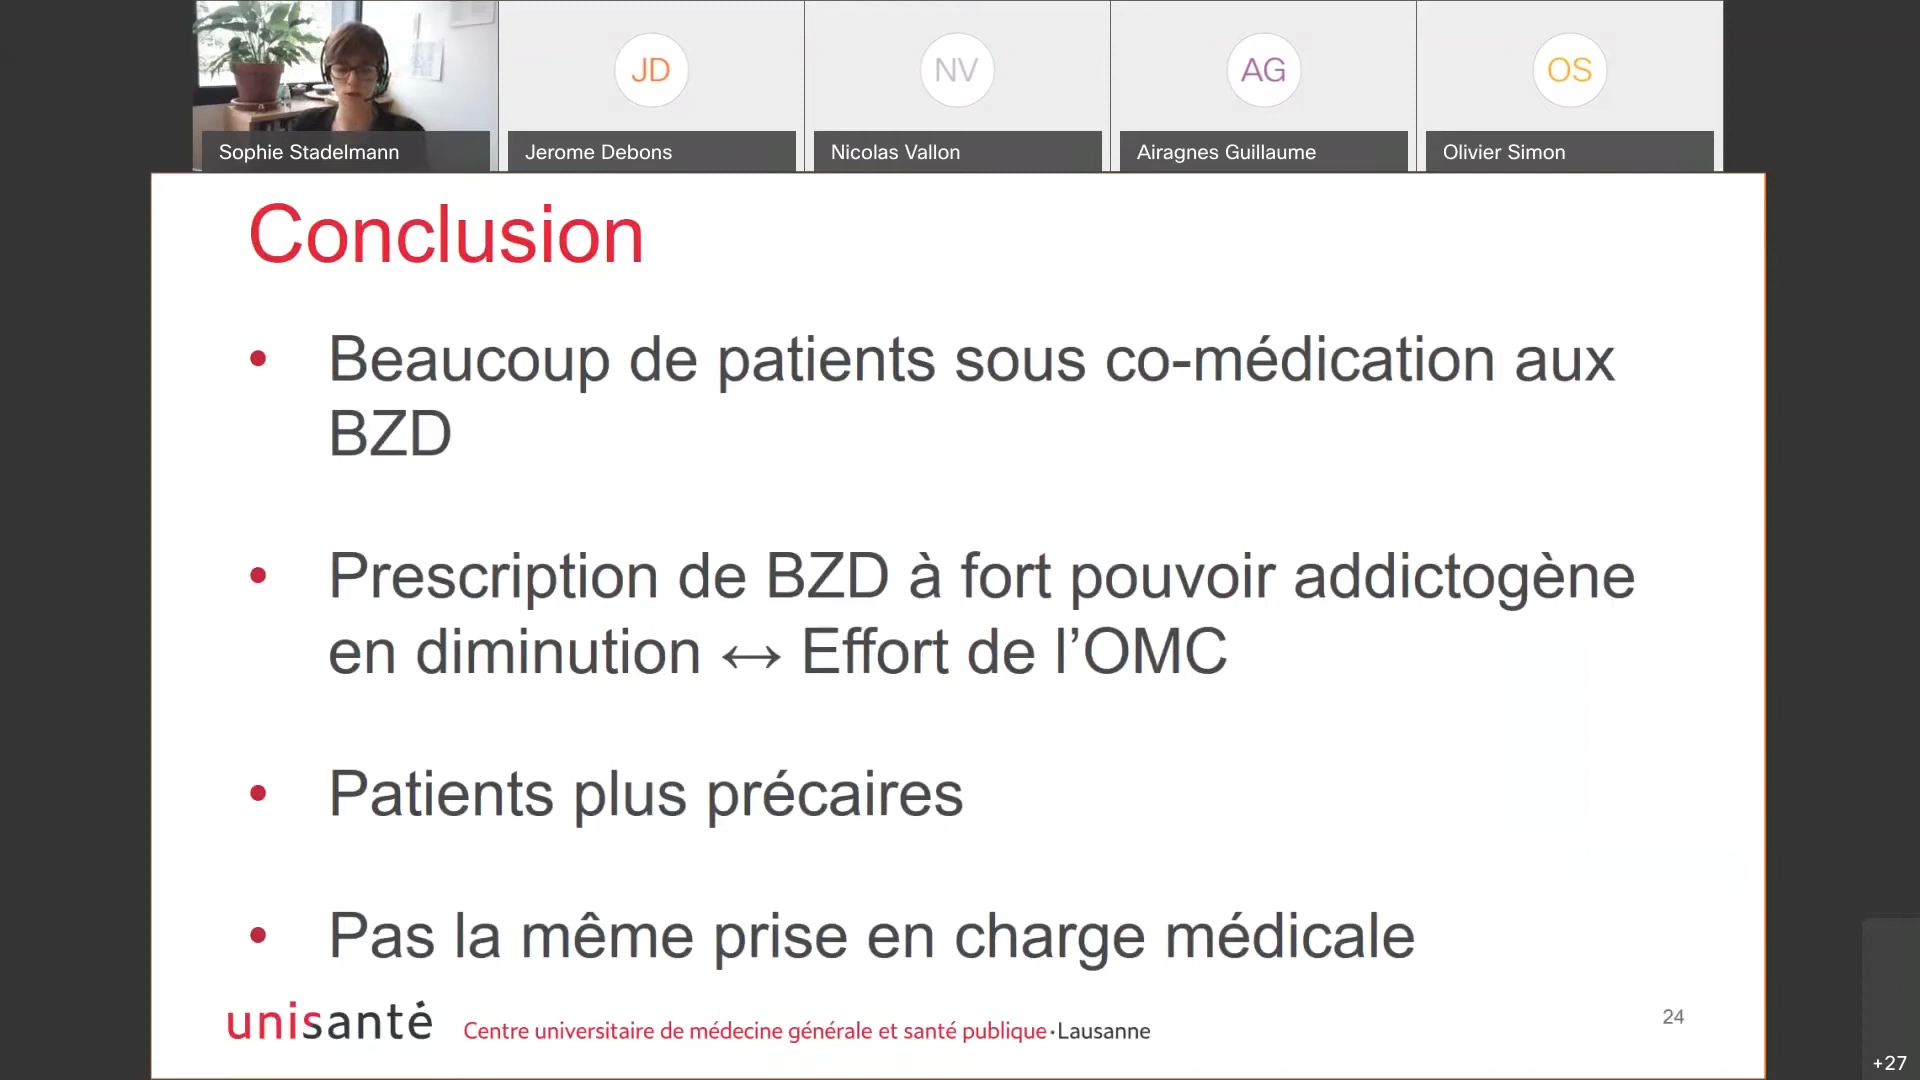 JD
NV
AG
OS
Sophie Stadelmann
Jerome Debons
Nicolas Vallon
Airagnes Guillaume
Olivier Simon
Conclusion
• Beaucoup de patients sous co-médication aux
BZD
• Prescription de BZD à fort pouvoir addictogène
en diminution ↔ Effort de l’OMC
• Patients plus précaires
• Pas la même prise en charge médicale
unisanté
Centre universitaire de médecine générale et santé publique·Lausanne
24
+27